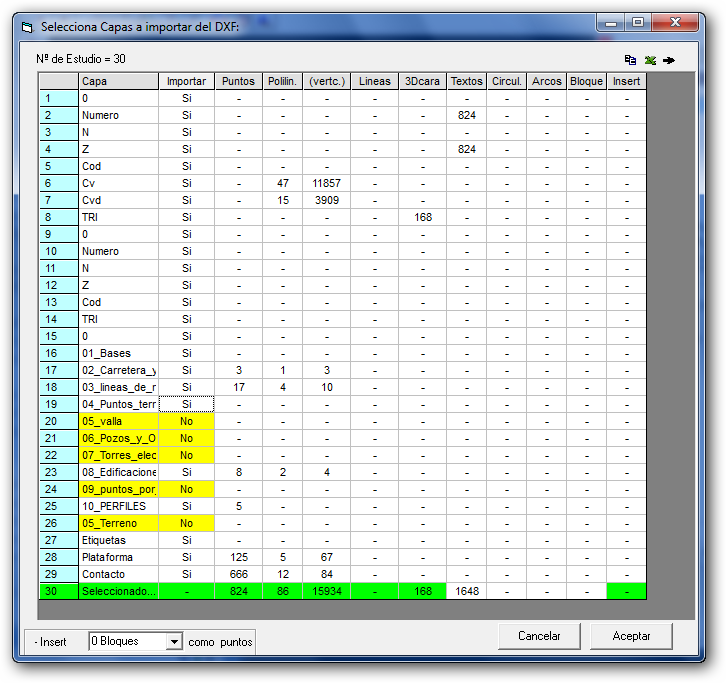 Selecciona Capas a importar del DXF:
Nº de Estudio = 30
Capa Importar Puntos Polilin. (vertc.) Lineas 3Dcara Textos Circul. Arcos Bloque Insert
1 0 Si - - - - - - - - - -
2 Numero Si - - - - - 824 - - - -
3 N Si - - - - - - - - - -
4 Z Si - - - - - 824 - - - -
5 Cod Si - - - - - - - - - -
6 Cv Si - 47 11857 - - - - - - -
7 Cvd Si - 15 3909 - - - - - - -
8 TRI Si - - - - 168 - - - - -
9 0 Si - - - - - - - - - -
10 Numero Si - - - - - - - - - -
11 N Si - - - - - - - - - -
12 Z Si - - - - - - - - - -
13 Cod Si - - - - - - - - - -
14 TRI Si - - - - - - - - - -
15 0 Si - - - - - - - - - -
16 01_Bases Si - - - - - - - - - -
17 02_Carretera_y Si 3 1 3 - - - - - - -
18 03_lineas_de_r Si 17 4 10 - - - - - - -
19 04_Puntos_terr Si - - - - - - - - - -
20 05_valla No - - - - - - - - - -
21 06_Pozos_y_O No - - - - - - - - - -
22 07_Torres_elec No - - - - - - - - - -
23 08_Edificacione Si 8 2 4 - - - - - - -
24 09_puntos_por_ No - - - - - - - - - -
25 10_PERFILES Si 5 - - - - - - - - -
26 05_Terreno No - - - - - - - - - -
27 Etiquetas Si - - - - - - - - - -
28 Plataforma Si 125 5 67 - - - - - - -
29 Contacto Si 666 12 84 - - - - - - -
30 Seleccionado... - 824 86 15934 - 168 1648 - - - -
- Insert 0 Bloques como puntos
Cancelar Aceptar